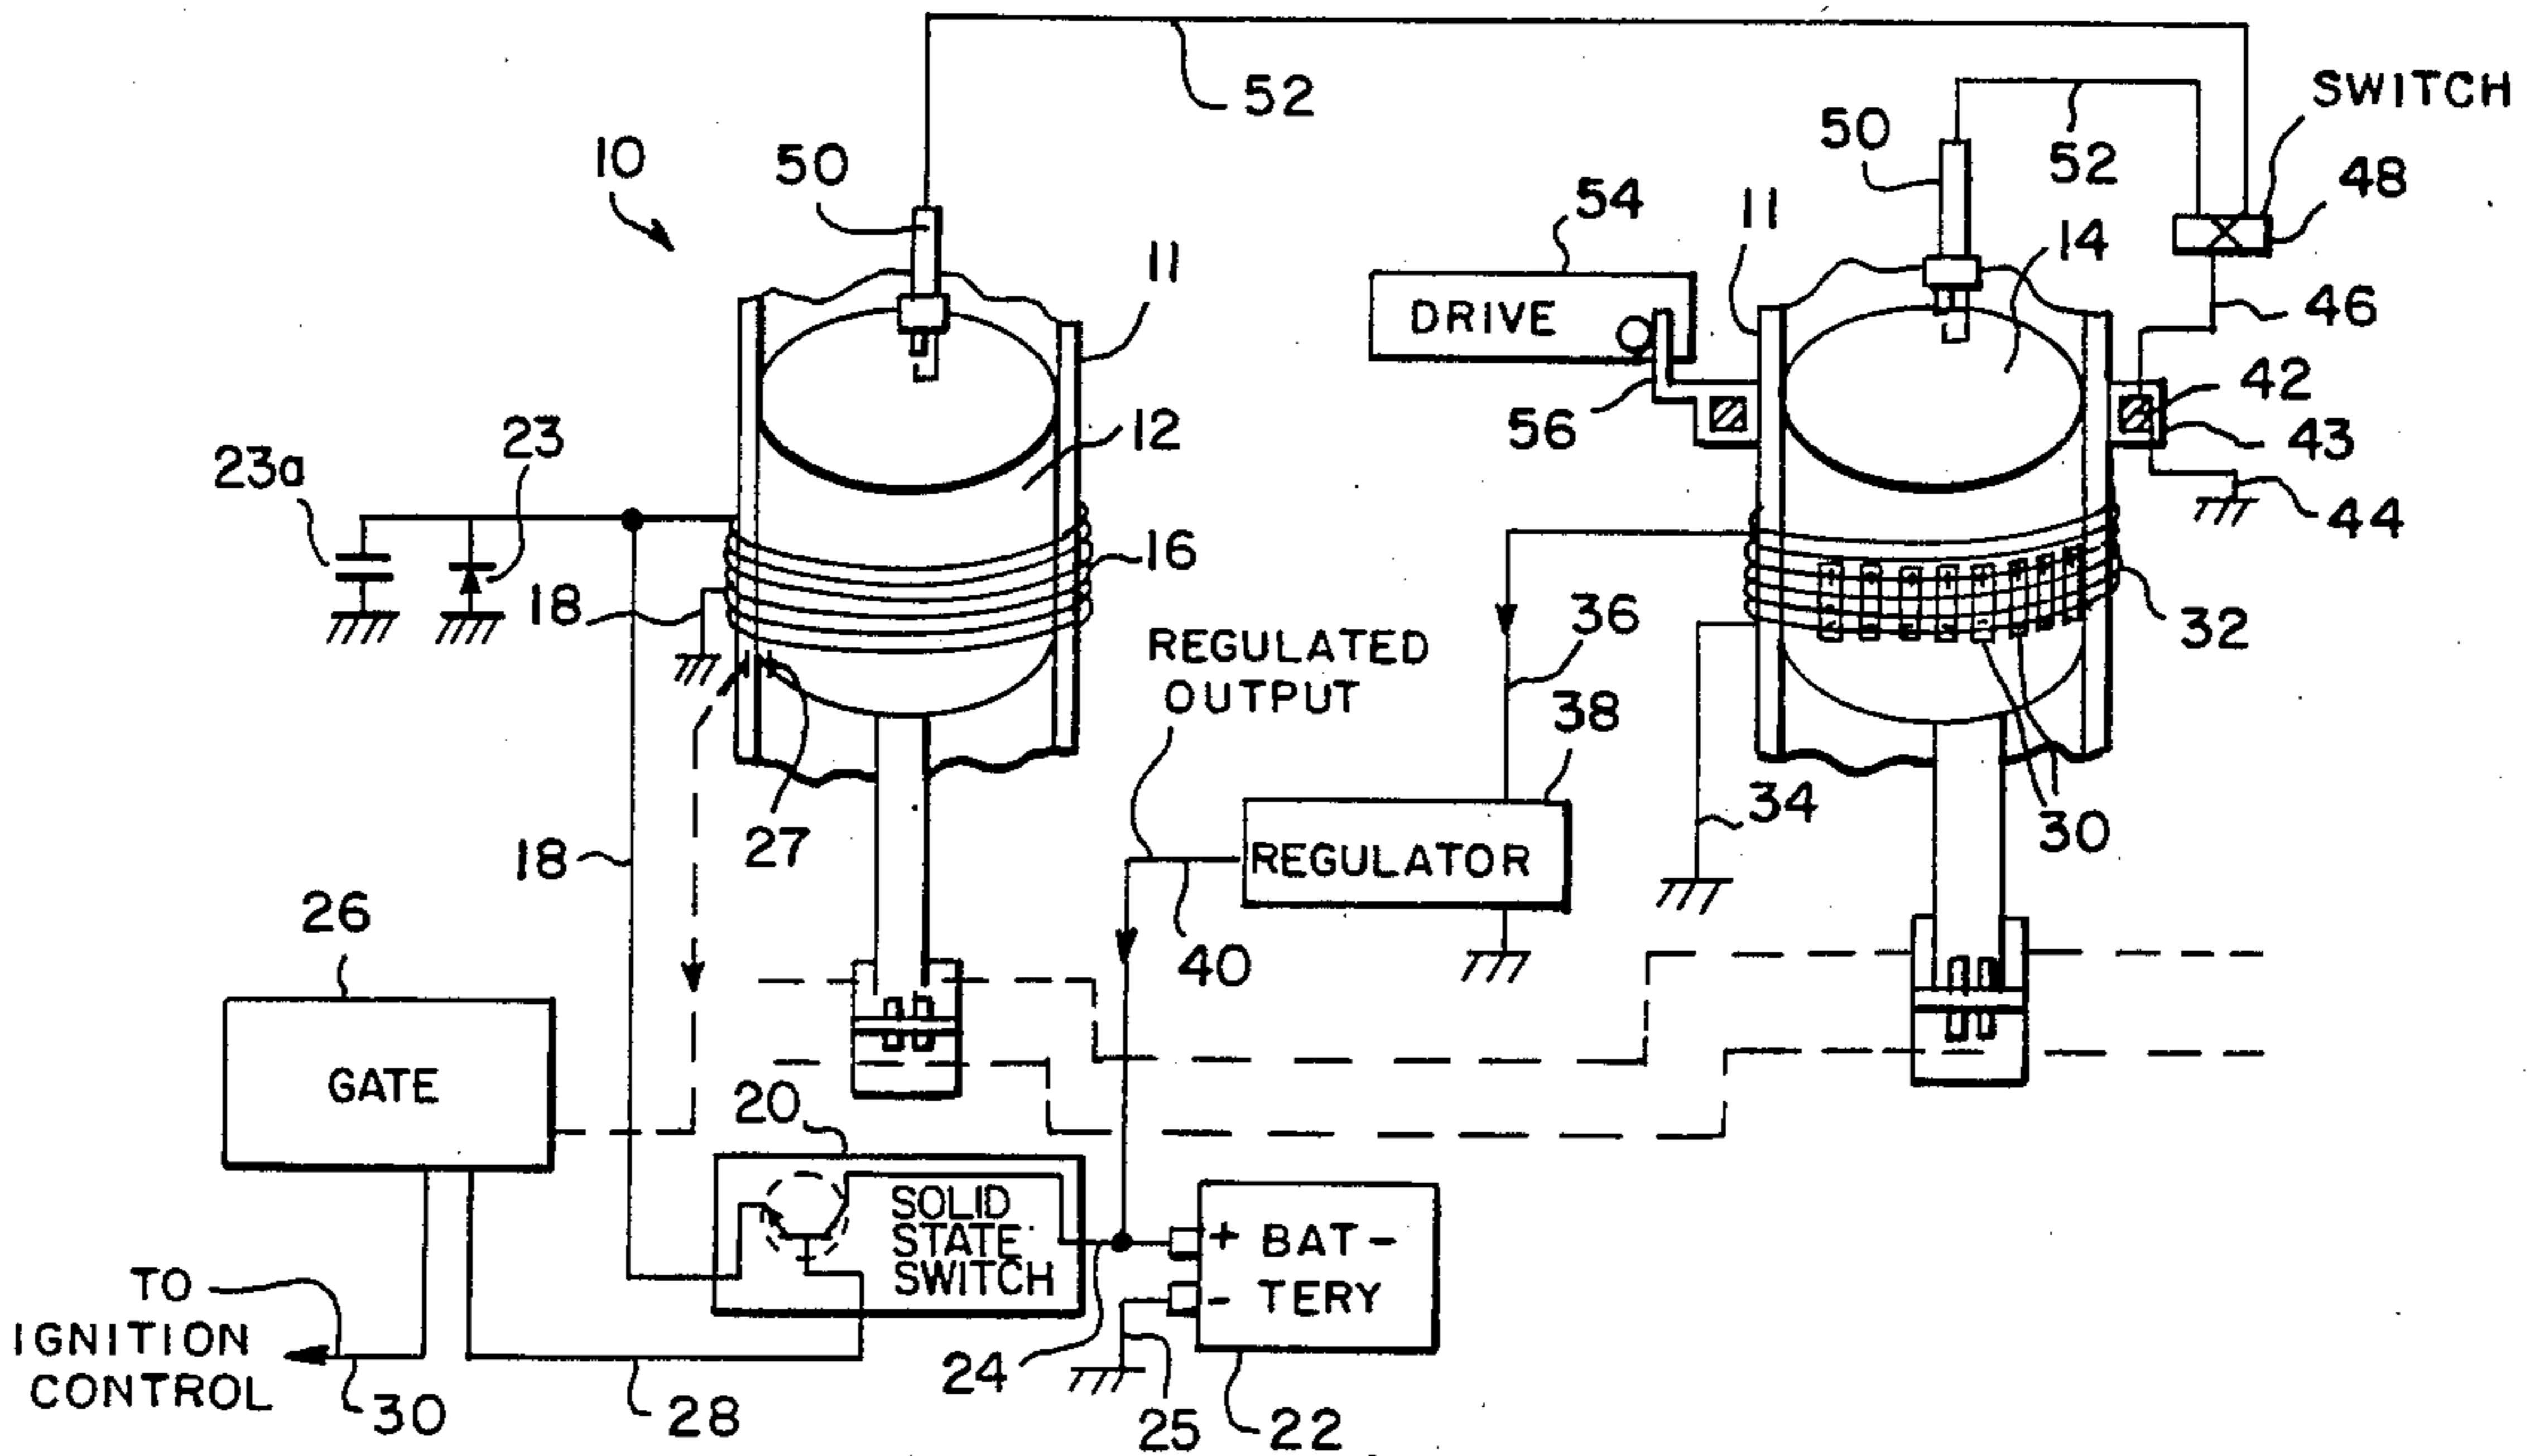 52
SWITCH
10
50
50
52
48
54
11
11
14
DRIVE
46
42
12
56
43
23a
23
44
16
18
36
32
REGULATED
OUTPUT
38
34
30
27
18
REGULATOR
26
40
GATE
20
SOLID
STATE
SWITCH
+ BAT-
- TERY
TO
IGNITION
CONTROL
24
30
28
25
22